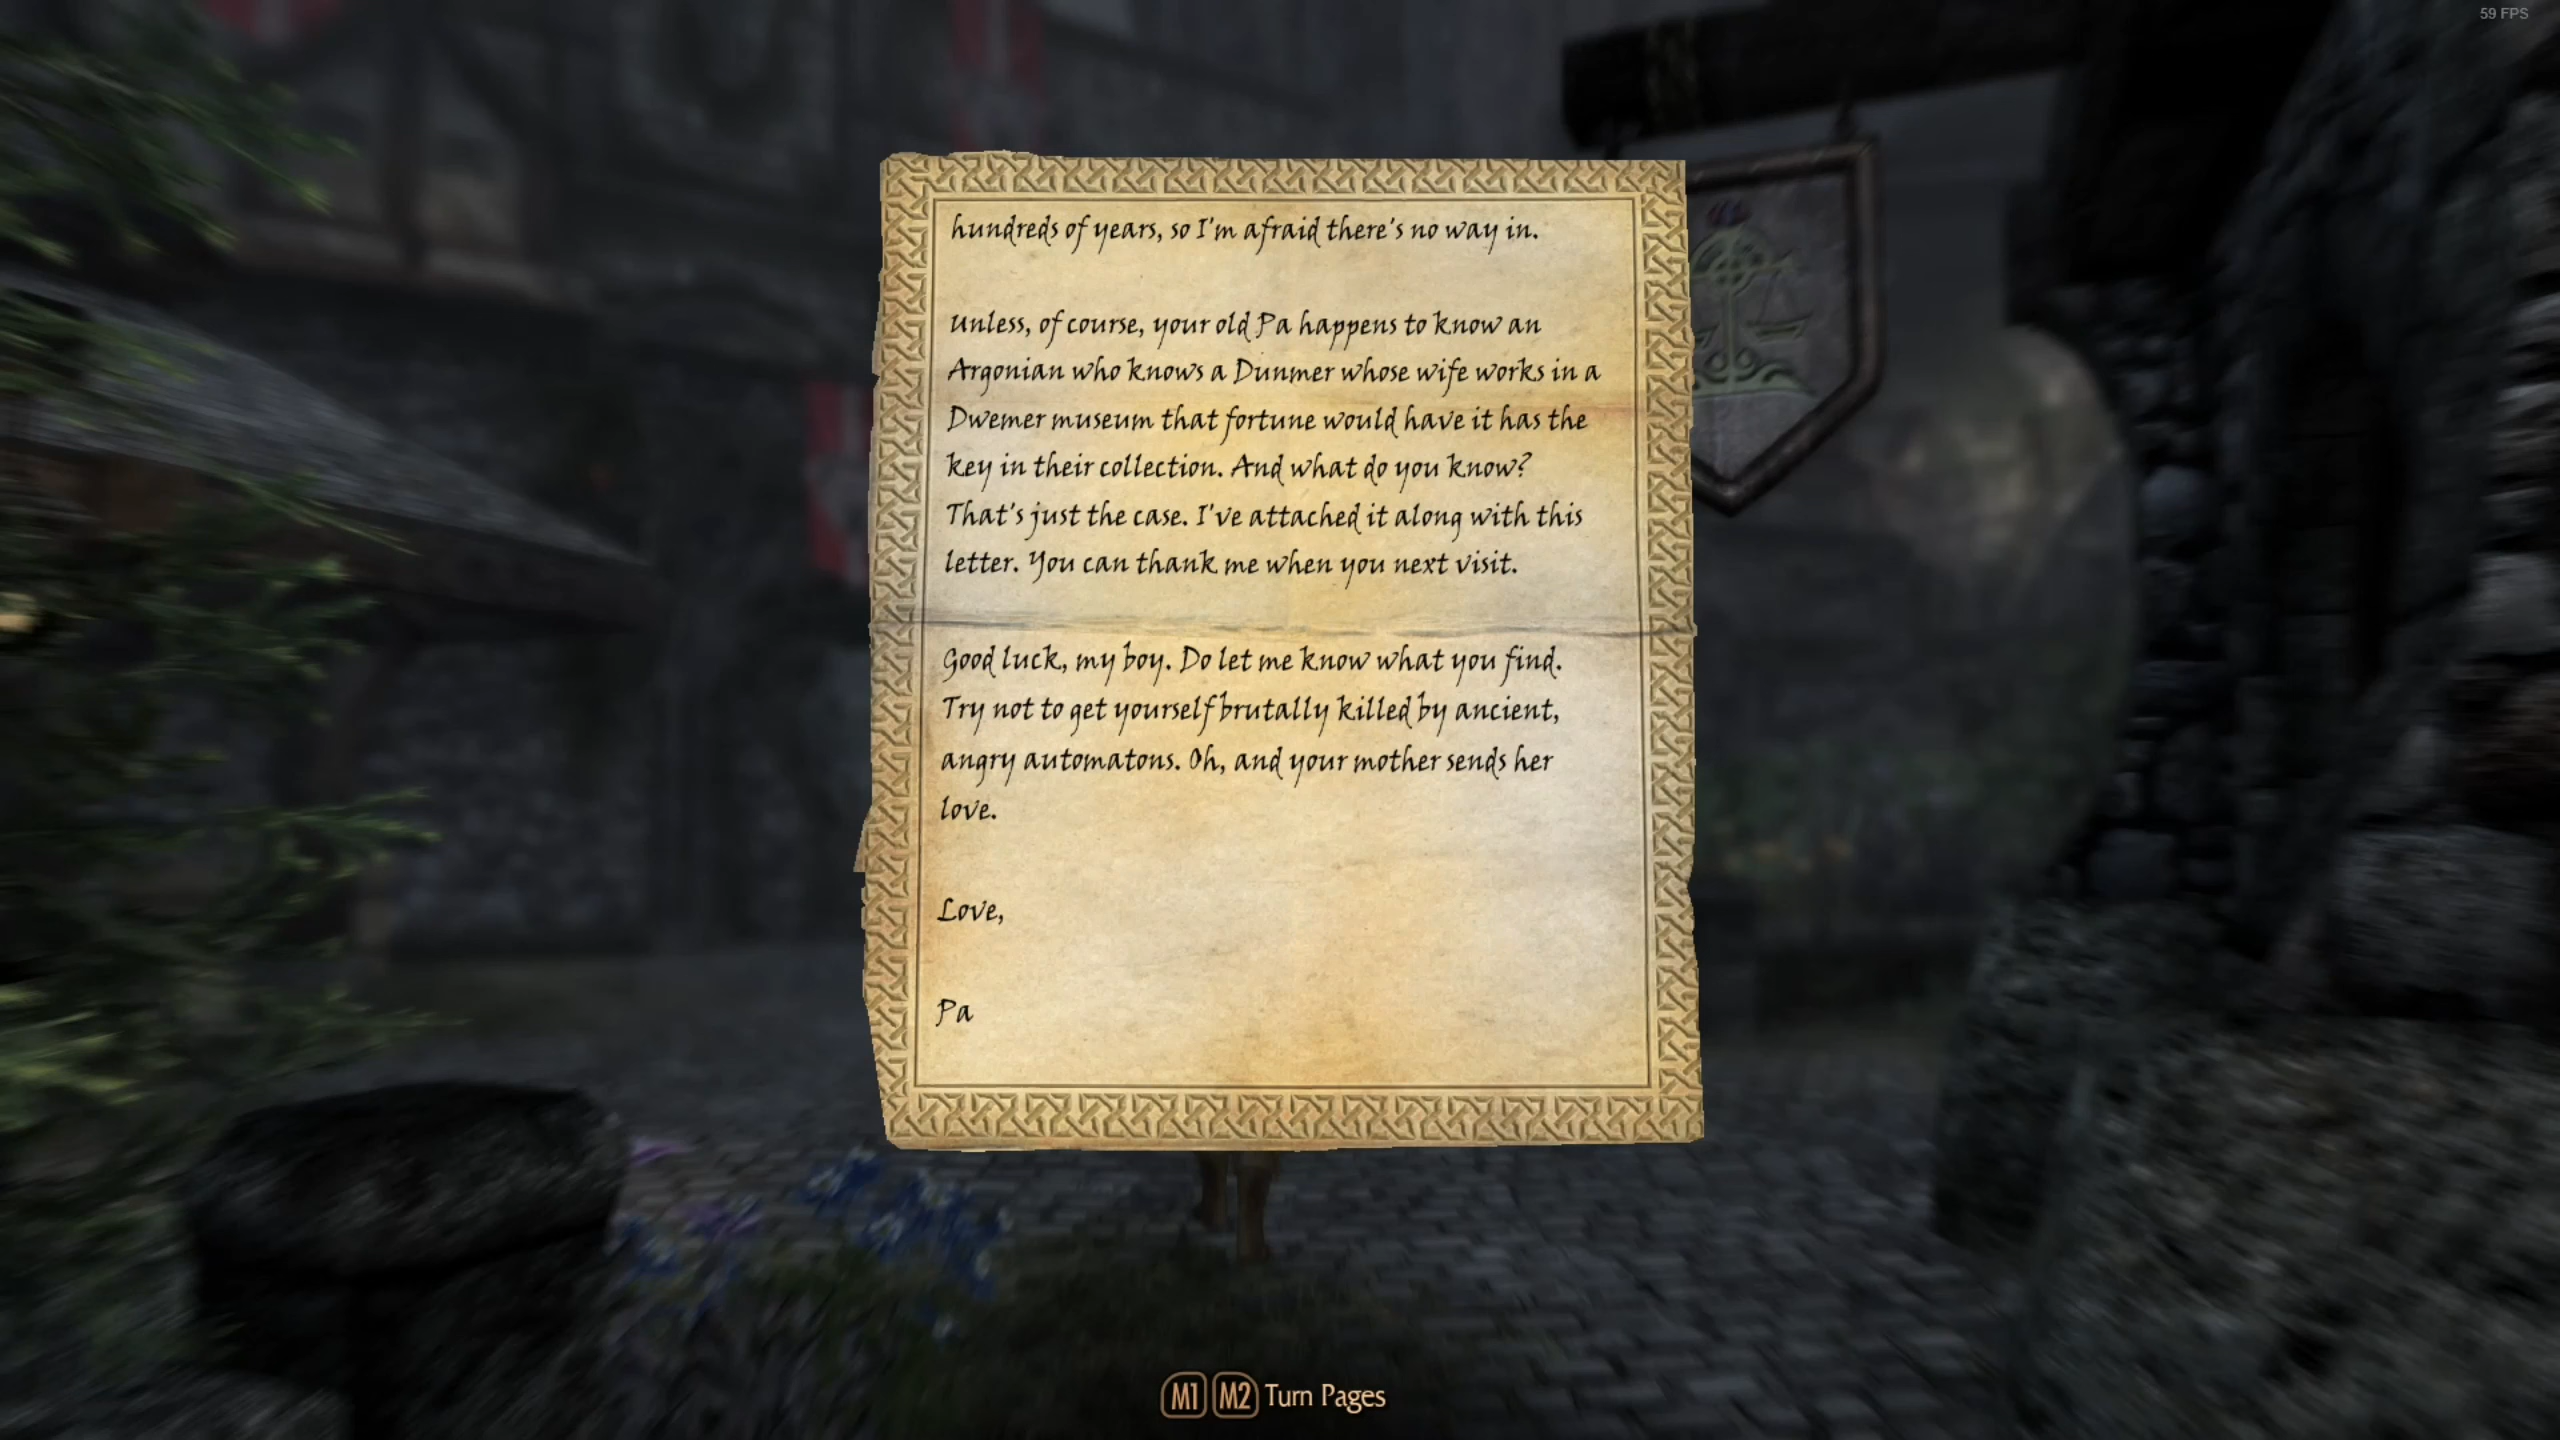 59 FPS
hundreds of years, so I'm afraid there's no way in.
Unless, of course, your old Pa happens to know an
Argonian who knows a Dunmer whose wife works in a
Dwemer museum that fortune would have it has the
key in their collection. And what do you know?
That's just the case. I've attached it along with this
letter. You can thank me when you next visit.
Good luck, my boy. Do let me know what you find.
Try not to get yourself brutally killed by ancient,
angry automatons. Oh, and your mother sends her
love.
Love,
Pa
M1 M2 Turn Pages